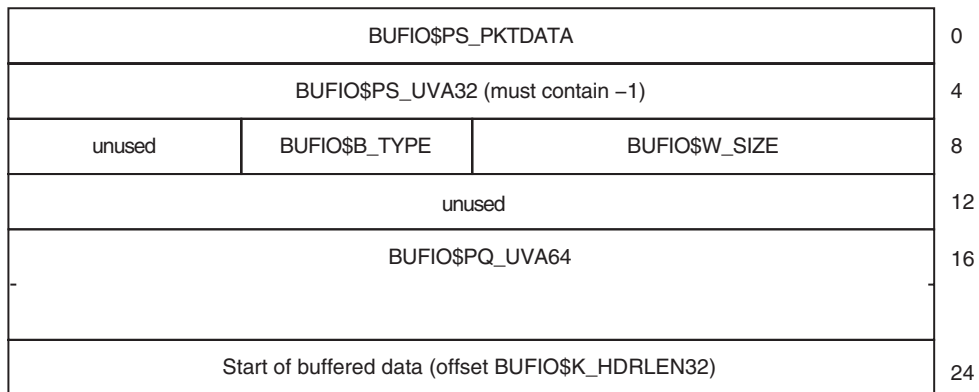 BUFIO$PS_PKTDATA 0
BUFIO$PS_UVA32 (must contain −1) 4
unused BUFIO$B_TYPE BUFIO$W_SIZE 8
unused 12
BUFIO$PQ_UVA64 16
Start of buffered data (offset BUFIO$K_HDRLEN32) 24